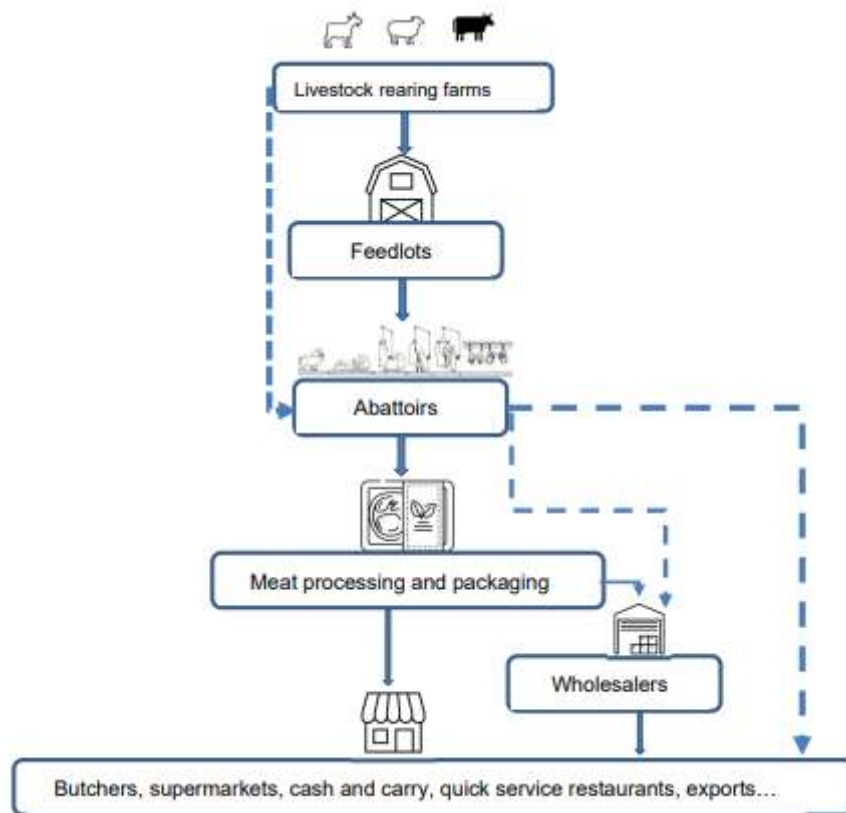 Livestock rearing farms
Feedlots
Abattoirs
Meat processing and packaging
Wholesalers
Butchers, supermarkets, cash and carry, quick service restaurants, exports…